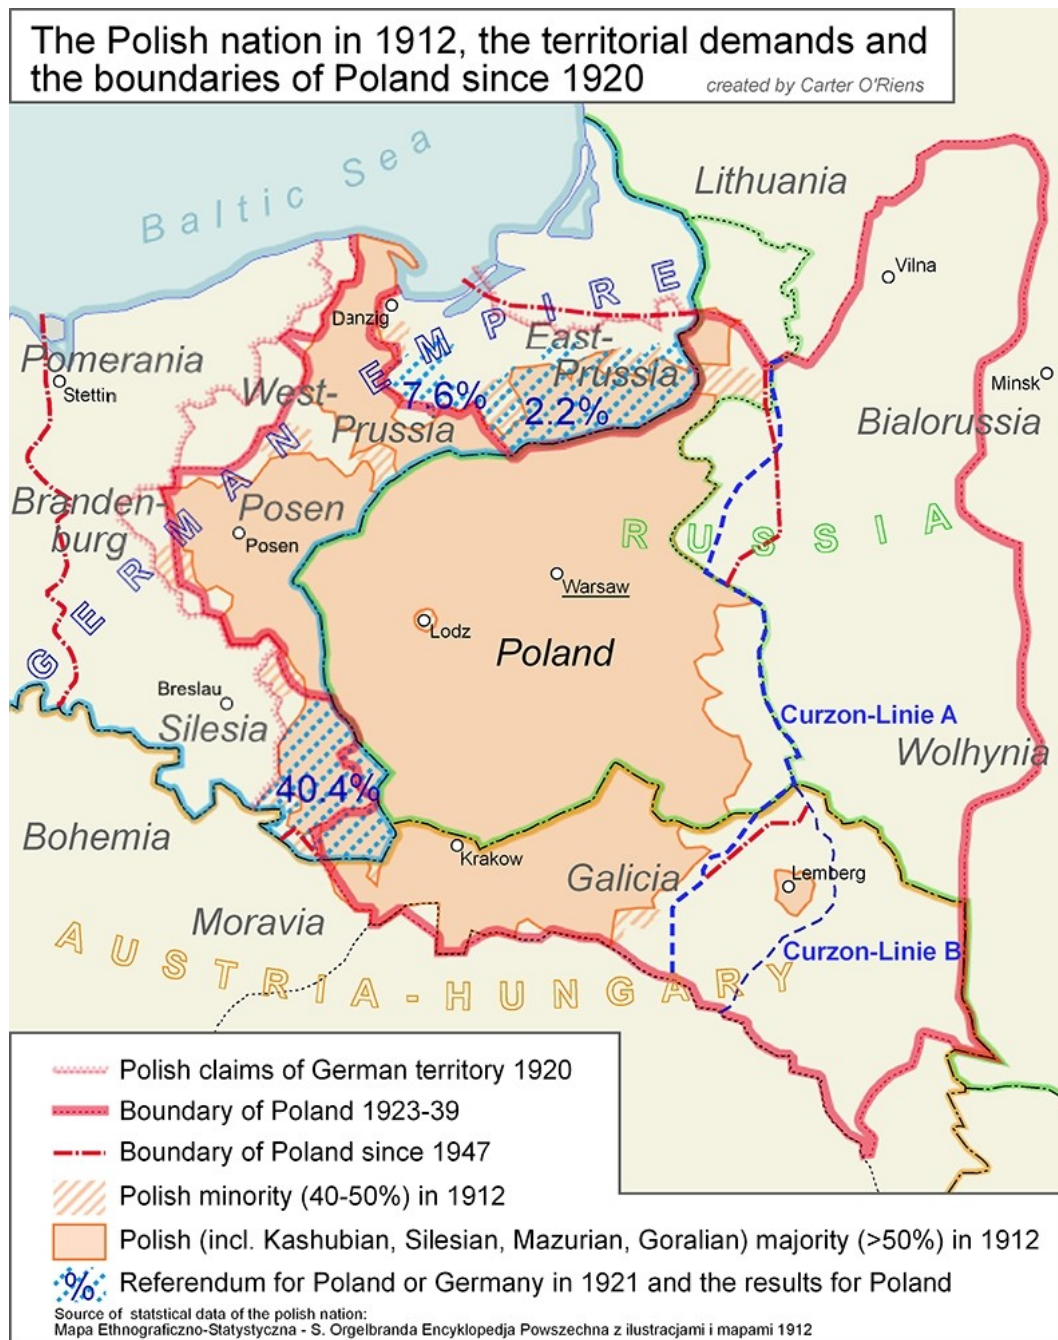 The Polish nation in 1912, the territorial demands and
the boundaries of Poland since 1920
created by Carter O'Riens
Baltic Sea
Lithuania
Vilna
Danzig
Pomerania
Stettin
East-
Prussia
7.6%
2.2%
West-
Prussia
Minsk
Bialorussia
GERMAN EMPIRE
Branden-
burg
Posen
Posen
RUSSIA
Warsaw
Lodz
Poland
Breslau
Silesia
Curzon-Linie A
Wolhynia
40.4%
Bohemia
Krakow
Galicia
Lemberg
Moravia
Curzon-Linie B
AUSTRIA-HUNGARY
Polish claims of German territory 1920
Boundary of Poland 1923-39
Boundary of Poland since 1947
Polish minority (40-50%) in 1912
Polish (incl. Kashubian, Silesian, Mazurian, Goralian) majority (>50%) in 1912
% Referendum for Poland or Germany in 1921 and the results for Poland
Source of statstical data of the polish nation:
Mapa Ethnograficzno-Statystyczna - S. Orgelbranda Encyklopedja Powszechna z ilustracjami i mapami 1912